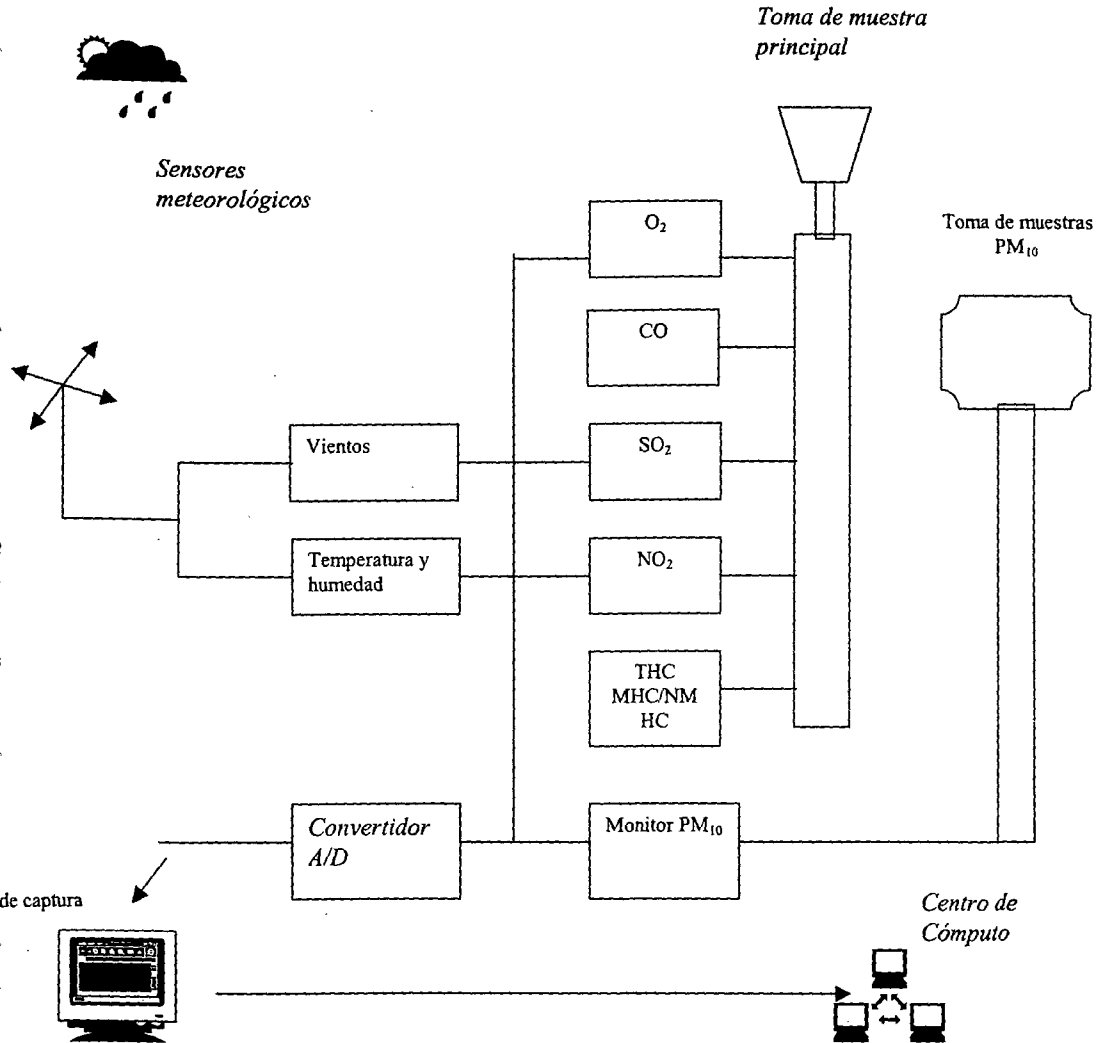 Toma de muestra
principal
Sensores
meteorológicos
Toma de muestras
PM₁₀
O₂
CO
Vientos
SO₂
Temperatura y
humedad
NO₂
THC
MHC/NM
HC
Convertidor
A/D
Monitor PM₁₀
de captura
Centro de
Cómputo